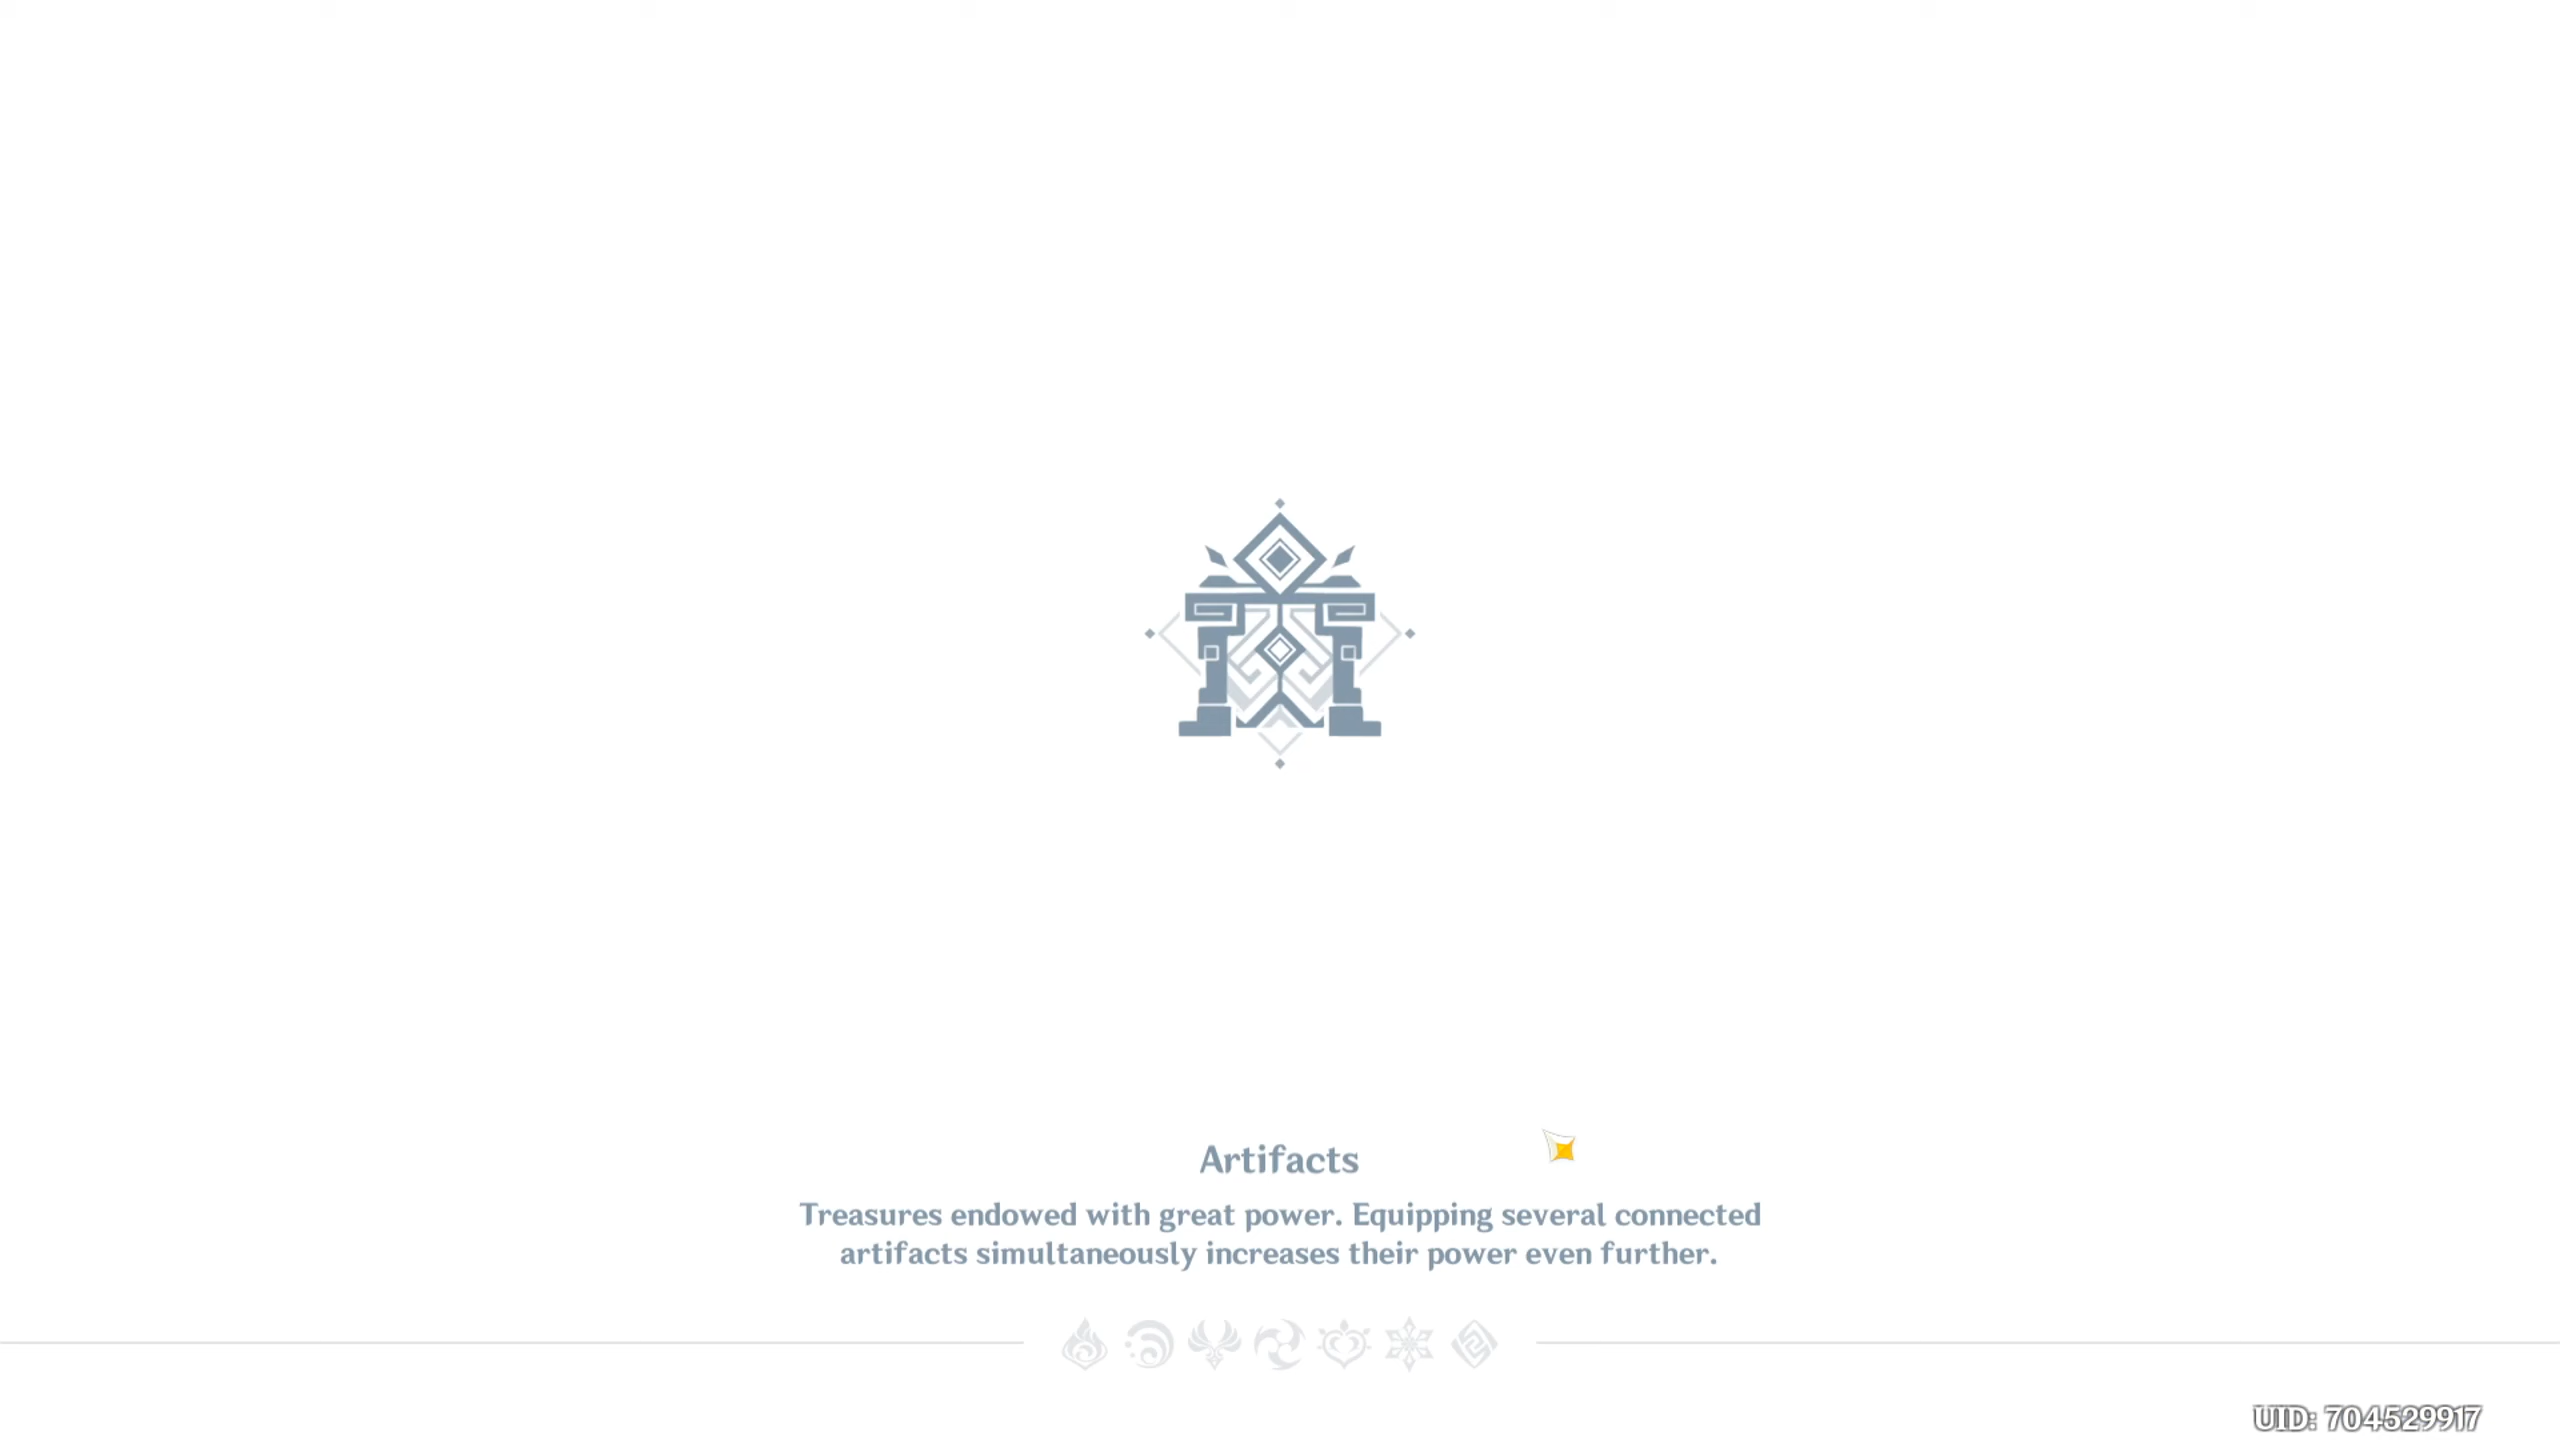 Artifacts
Treasures endowed with great power. Equipping several connected
artifacts simultaneously increases their power even further.
UID: 704529917